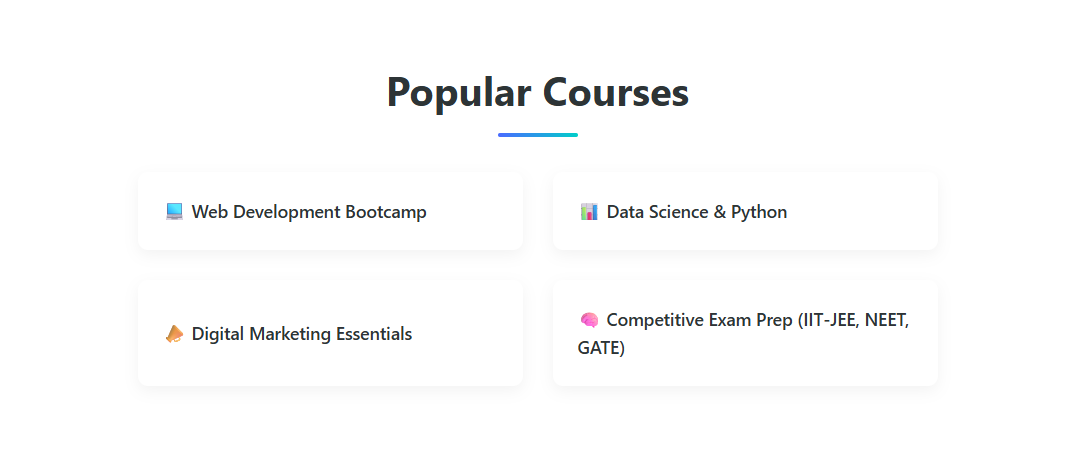 Popular Courses
💻 Web Development Bootcamp
📊 Data Science & Python
📣 Digital Marketing Essentials
🧠 Competitive Exam Prep (IIT-JEE, NEET,
GATE)